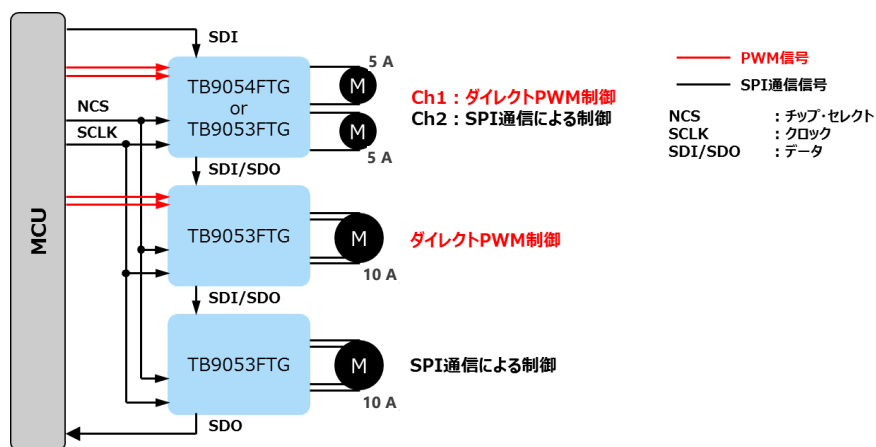 MCU
SDI
NCS
SCLK
TB9054FTG
or
TB9053FTG
5 A
M
M
5 A
Ch1：ダイレクトPWM制御
Ch2：SPI通信による制御
SDI/SDO
TB9053FTG
M
10 A
ダイレクトPWM制御
SDI/SDO
TB9053FTG
M
10 A
SPI通信による制御
SDO
PWM信号
SPI通信信号
NCS ：チップ・セレクト
SCLK ：クロック
SDI/SDO ：データ